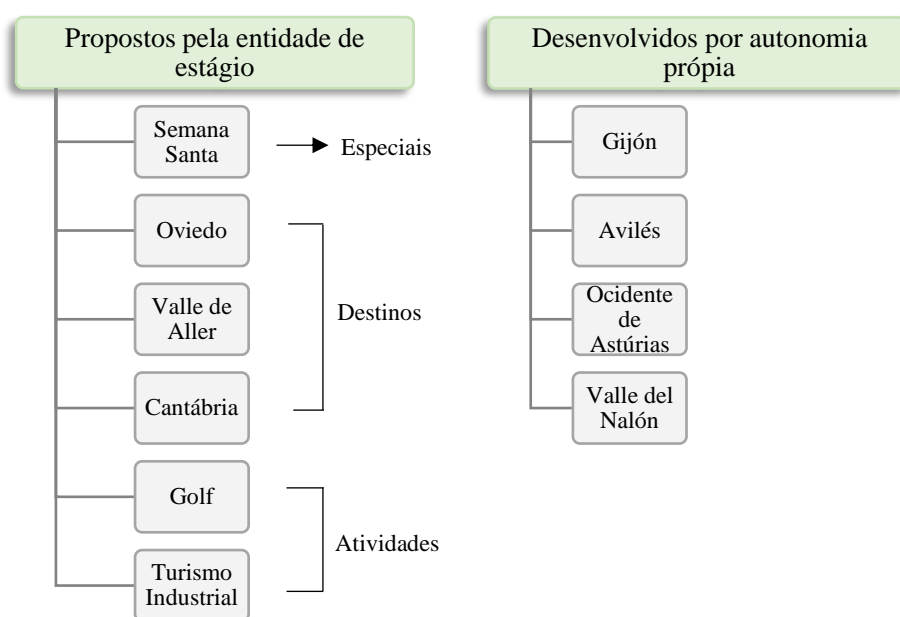 Propostos pela entidade de
estágio
Semana
Santa
Especiais
Oviedo
Valle de
Aller
Destinos
Cantábria
Golf
Atividades
Turismo
Industrial
Desenvolvidos por autonomia
própia
Gijón
Avilés
Ocidente
de
Astúrias
Valle del
Nalón